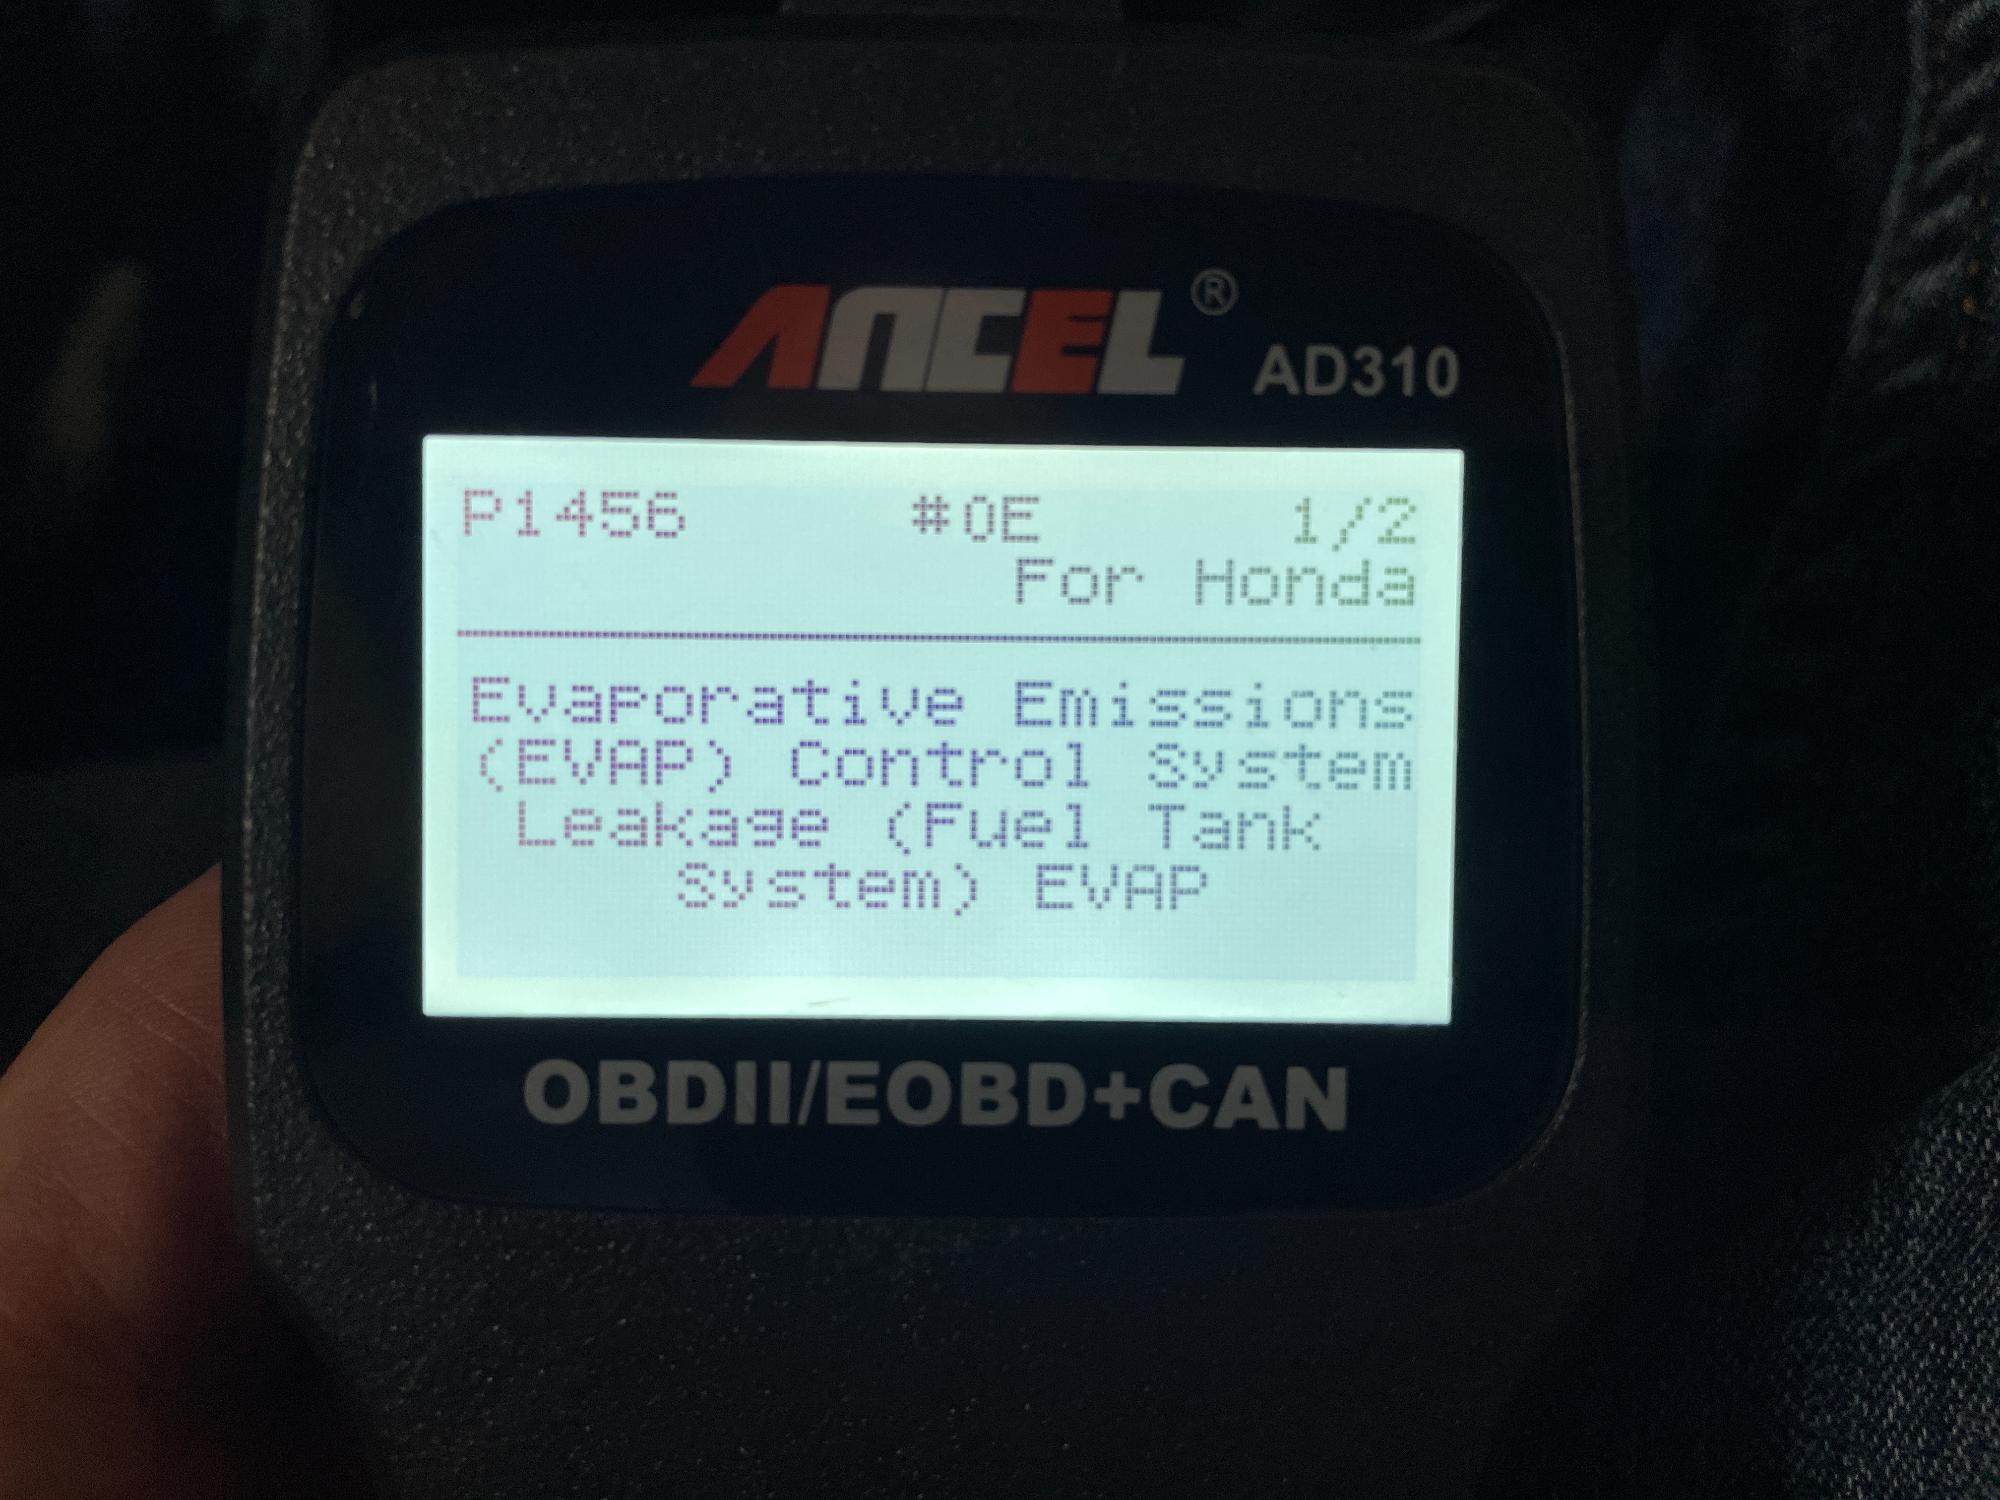 ANCEL® AD310
P1456 #0E 1/2
For Honda
Evaporative Emissions
(EVAP) Control System
Leakage (Fuel Tank
System) EVAP
OBDII/EOBD+CAN